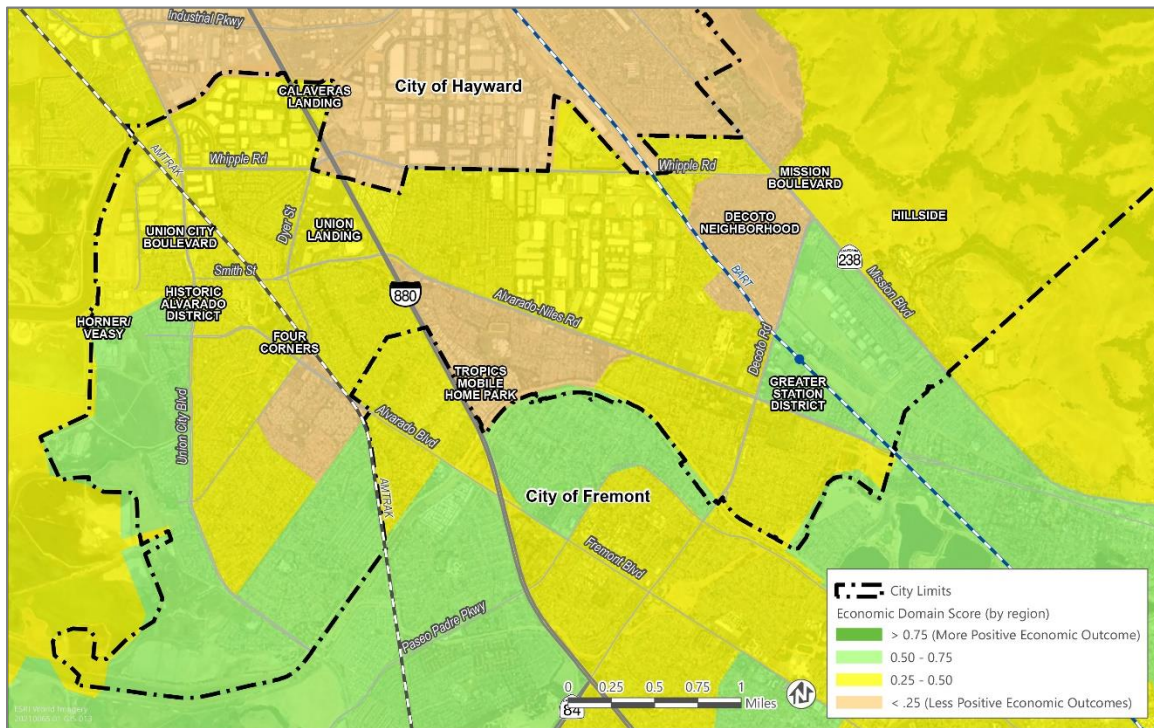 Industrial Pkwy
City of Hayward
CALAVERAS
LANDING
AMTRAK
Whipple Rd
Whipple Rd
MISSION
BOULEVARD
DECOTO
NEIGHBORHOOD
HILLSIDE
Dyer St
UNION CITY
BOULEVARD
UNION
LANDING
238
Mission Blvd
BART
Smith St
880
HISTORIC
ALVARADO
DISTRICT
Alvarado-Niles Rd
HORNER/
VEASY
FOUR
CORNERS
Decoto Rd
TROPICS
MOBILE
HOME PARK
GREATER
STATION
DISTRICT
Union City Blvd
Alvarado Blvd
AMTRAK
City of Fremont
Fremont Blvd
Paseo Padre Pkwy
City Limits
Economic Domain Score (by region)
> 0.75 (More Positive Economic Outcome)
0.50 - 0.75
0.25 - 0.50
< .25 (Less Positive Economic Outcomes)
0 0.25 0.5 0.75 1
Miles
N
84